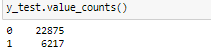 y_test.value_counts()
0    22875
1     6217